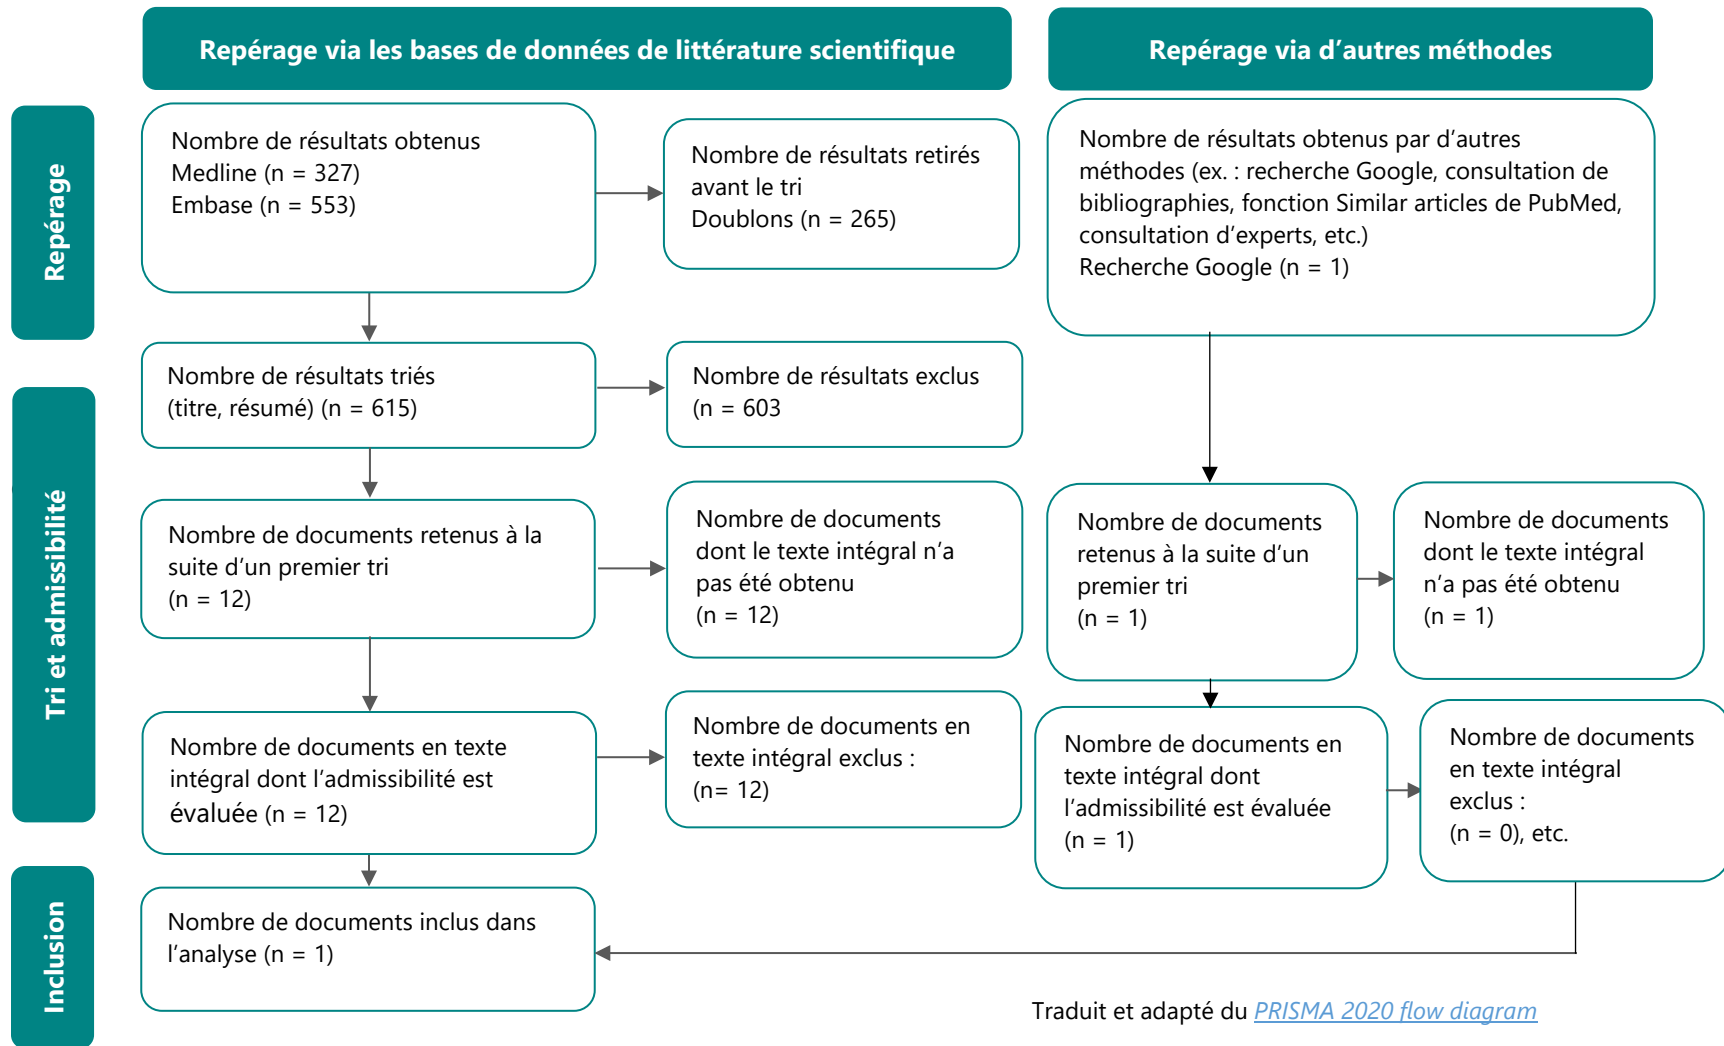 Repérage via les bases de données de littérature scientifique
Repérage via d'autres méthodes
Repérage
Nombre de résultats obtenus
Medline (n = 327)
Embase (n = 553)
Nombre de résultats retirés
avant le tri
Doublons (n = 265)
Nombre de résultats obtenus par d'autres
méthodes (ex. : recherche Google, consultation de
bibliographies, fonction Similar articles de PubMed,
consultation d'experts, etc.)
Recherche Google (n = 1)
Tri et admissibilité
Nombre de résultats triés
(titre, résumé) (n = 615)
Nombre de résultats exclus
(n = 603
Nombre de documents retenus à la
suite d'un premier tri
(n = 12)
Nombre de documents
dont le texte intégral n'a
pas été obtenu
(n = 12)
Nombre de documents
retenus à la suite d'un
premier tri
(n = 1)
Nombre de documents
dont le texte intégral
n'a pas été obtenu
(n = 1)
Nombre de documents en texte
intégral dont l'admissibilité est
évaluée (n = 12)
Nombre de documents en
texte intégral exclus :
(n= 12)
Nombre de documents en
texte intégral dont
l'admissibilité est évaluée
(n = 1)
Nombre de documents
en texte intégral
exclus :
(n = 0), etc.
Inclusion
Nombre de documents inclus dans
l'analyse (n = 1)
Traduit et adapté du PRISMA 2020 flow diagram